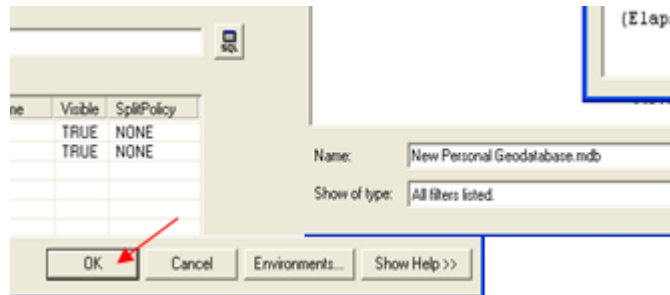 (Elap
SQL
ne Visible SplitPolicy
TRUE NONE
TRUE NONE
Name: New Personal Geodatabase.mdb
Show of type: All filters listed.
OK Cancel Environments... Show Help >>